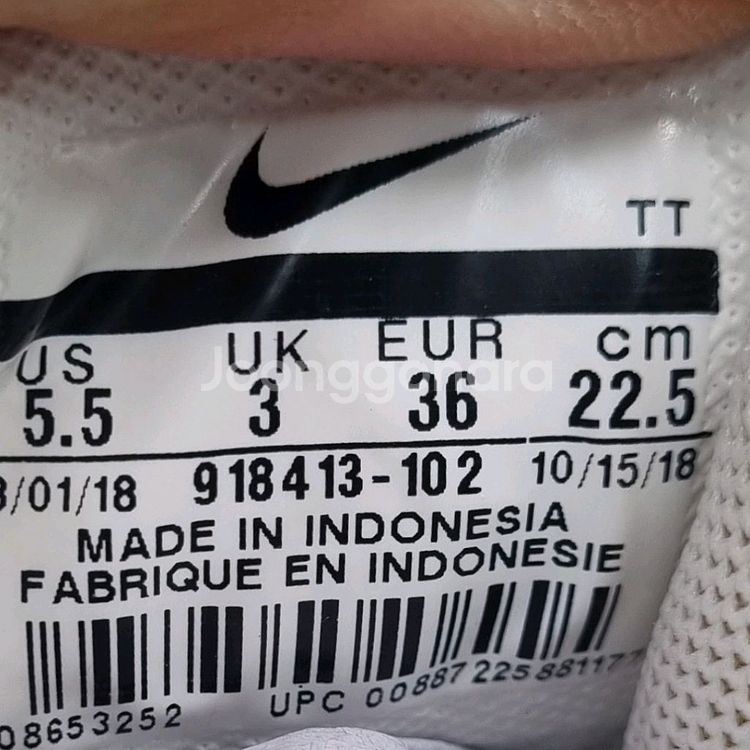 TT
US UK EUR cm
5.5 3 36 22.5
/01/18 918413-102 10/15/18
MADE IN INDONESIA
FABRIQUE EN INDONESIE
UPC 00887225881177
08653252
Joonggonara